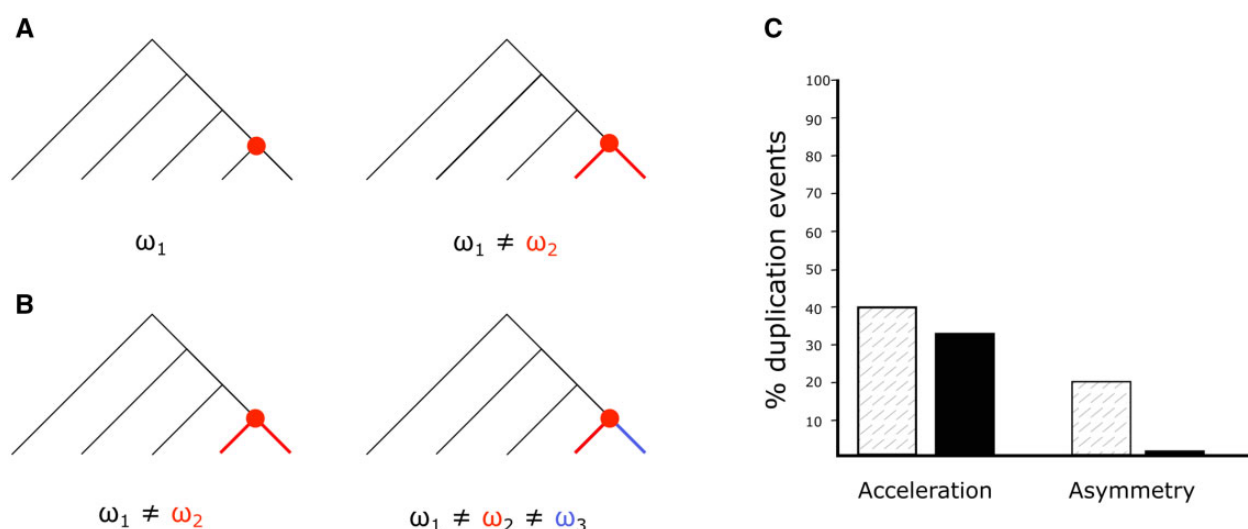 A
ω₁
ω₁ ≠ ω₂
B
ω₁ ≠ ω₂
ω₁ ≠ ω₂ ≠ ω₃
C
% duplication events
100
90
80
70
60
50
40
30
20
10
Acceleration
Asymmetry